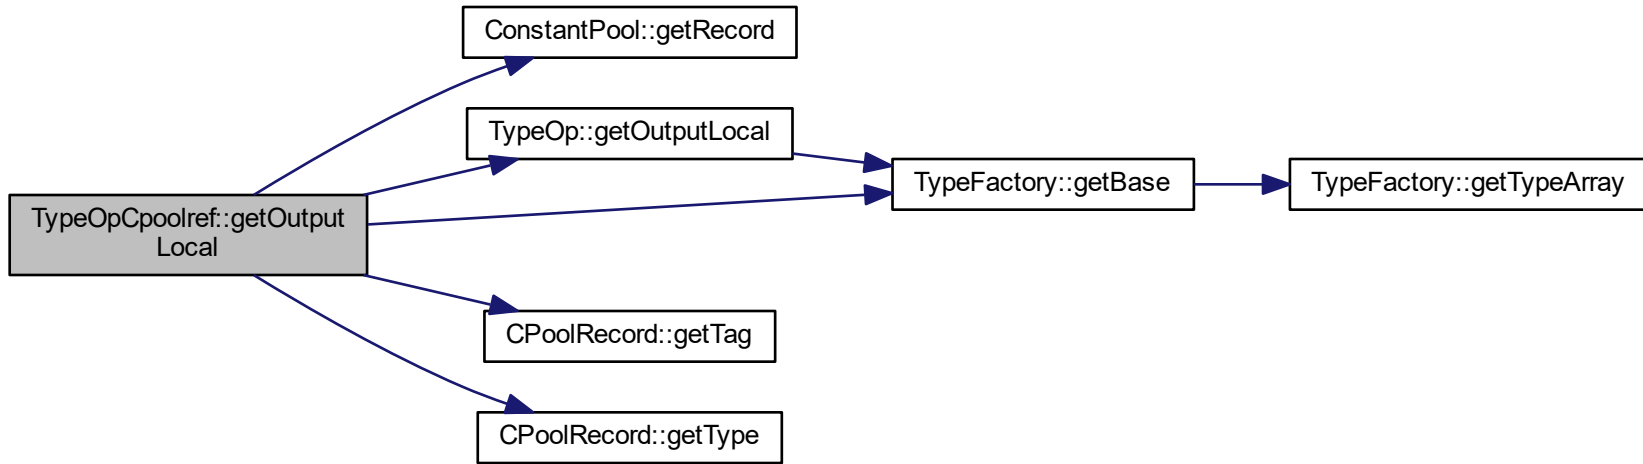 ConstantPool::getRecord
TypeOp::getOutputLocal
TypeFactory::getBase
TypeFactory::getTypeArray
TypeOpCpoolref::getOutput
Local
CPoolRecord::getTag
CPoolRecord::getType